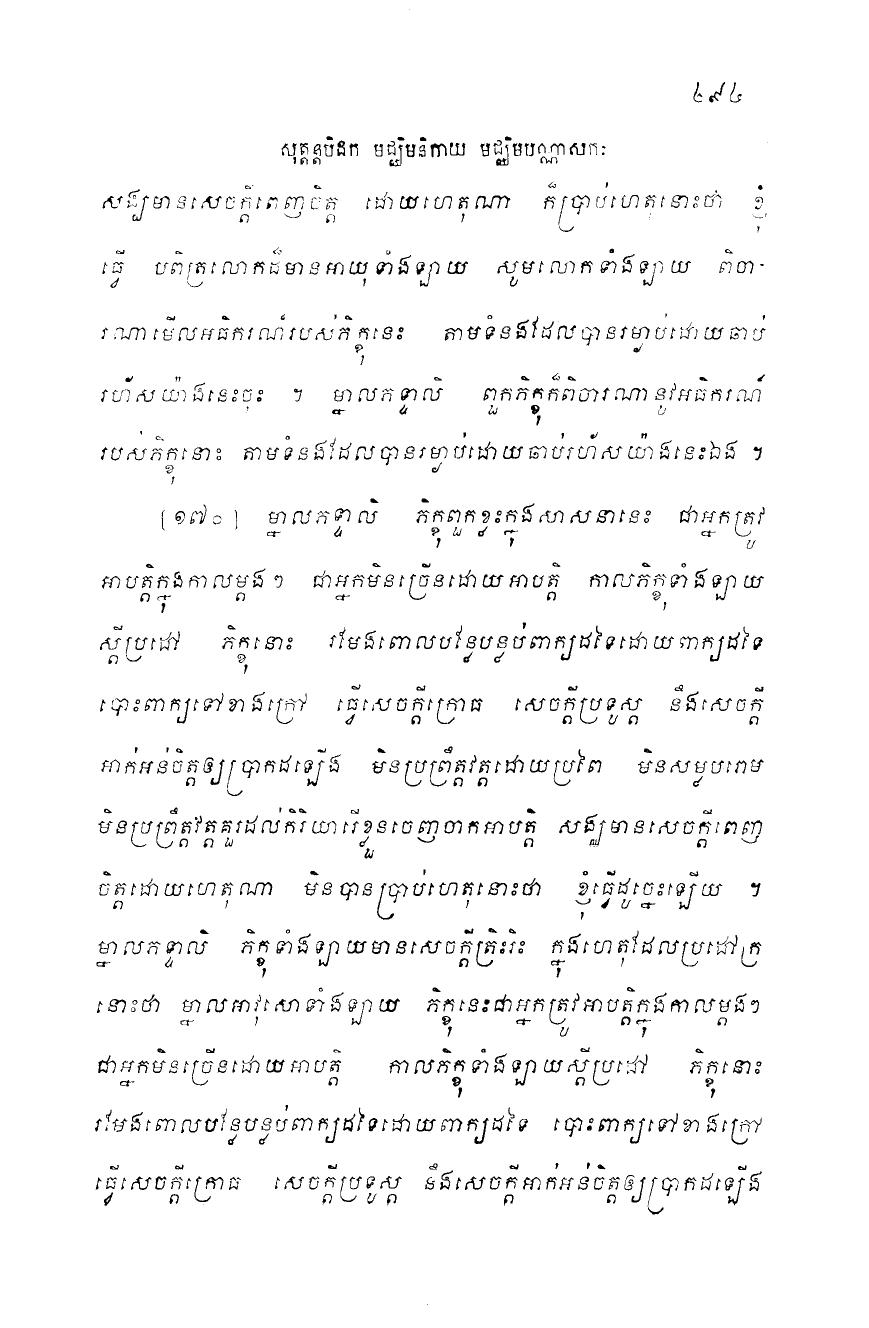 ៤៩៤
សុត្តន្តបិដក មជ្ឈិមនិកាយ មជ្ឈិមបណ្ណាសកៈ
សង្ឃមានសេចក្តីពេញចិត្ត ដោយហេតុណា ក៏ប្រាប់ហេតុនោះថា ខ្ញុំ
ធ្វើ បពិត្រលោកដ៏មានអាយុទាំងឡាយ សូមលោកទាំងឡាយ ពិចា-
រណាមើលអធិករណ៍របស់ភិក្ខុនេះ តាមទំនងដែលបានរម្ងាប់ដោយឆាប់
រហ័សយ៉ាងនេះចុះ ។ ម្នាលភទ្ទាលិ ពួកភិក្ខុក៏ពិចារណានូវអធិករណ៍
របស់ភិក្ខុនោះ តាមទំនងដែលបានរម្ងាប់ដោយឆាប់រហ័សយ៉ាងនេះឯង ។
[១៧០] ម្នាលភទ្ទាលិ ភិក្ខុពួកខ្លះក្នុងសាសនានេះ ជាអ្នកត្រូវ
អាបត្តិក្នុងកាលម្តងៗ ជាអ្នកមិនច្រើនដោយអាបត្តិ កាលភិក្ខុទាំងឡាយ
ស្តីប្រដៅ ភិក្ខុនោះ រមែងពោលបន្លែបន្លប់ពាក្យដទៃដោយពាក្យដទៃ
បោះពាក្យទៅខាងក្រៅ ធ្វើសេចក្តីក្រោធ សេចក្តីប្រទូស្ត នឹងសេចក្តី
អាក់អន់ចិត្តឲ្យប្រាកដឡើង មិនប្រព្រឹត្តវត្តដោយប្រពៃ មិនសម្លបរោម
មិនប្រព្រឹត្តវត្តគួរដល់កិរិយារើខ្លួនចេញចាកអាបត្តិ សង្ឃមានសេចក្តីពេញ
ចិត្តដោយហេតុណា មិនបានប្រាប់ហេតុនោះថា ខ្ញុំធ្វើដូច្នេះឡើយ ។
ម្នាលភទ្ទាលិ ភិក្ខុទាំងឡាយមានសេចក្តីត្រិះរិះ ក្នុងហេតុដែលប្រដៅក្រ
នោះថា ម្នាលអាវុសោទាំងឡាយ ភិក្ខុនេះជាអ្នកត្រូវអាបត្តិក្នុងកាលម្តងៗ
ជាអ្នកមិនច្រើនដោយអាបត្តិ កាលភិក្ខុទាំងឡាយស្តីប្រដៅ ភិក្ខុនោះ
រមែងពោលបន្លែបន្លប់ពាក្យដទៃដោយពាក្យដទៃ បោះពាក្យទៅខាងក្រៅ
ធ្វើសេចក្តីក្រោធ សេចក្តីប្រទូស្ត នឹងសេចក្តីអាក់អន់ចិត្តឲ្យប្រាកដឡើង